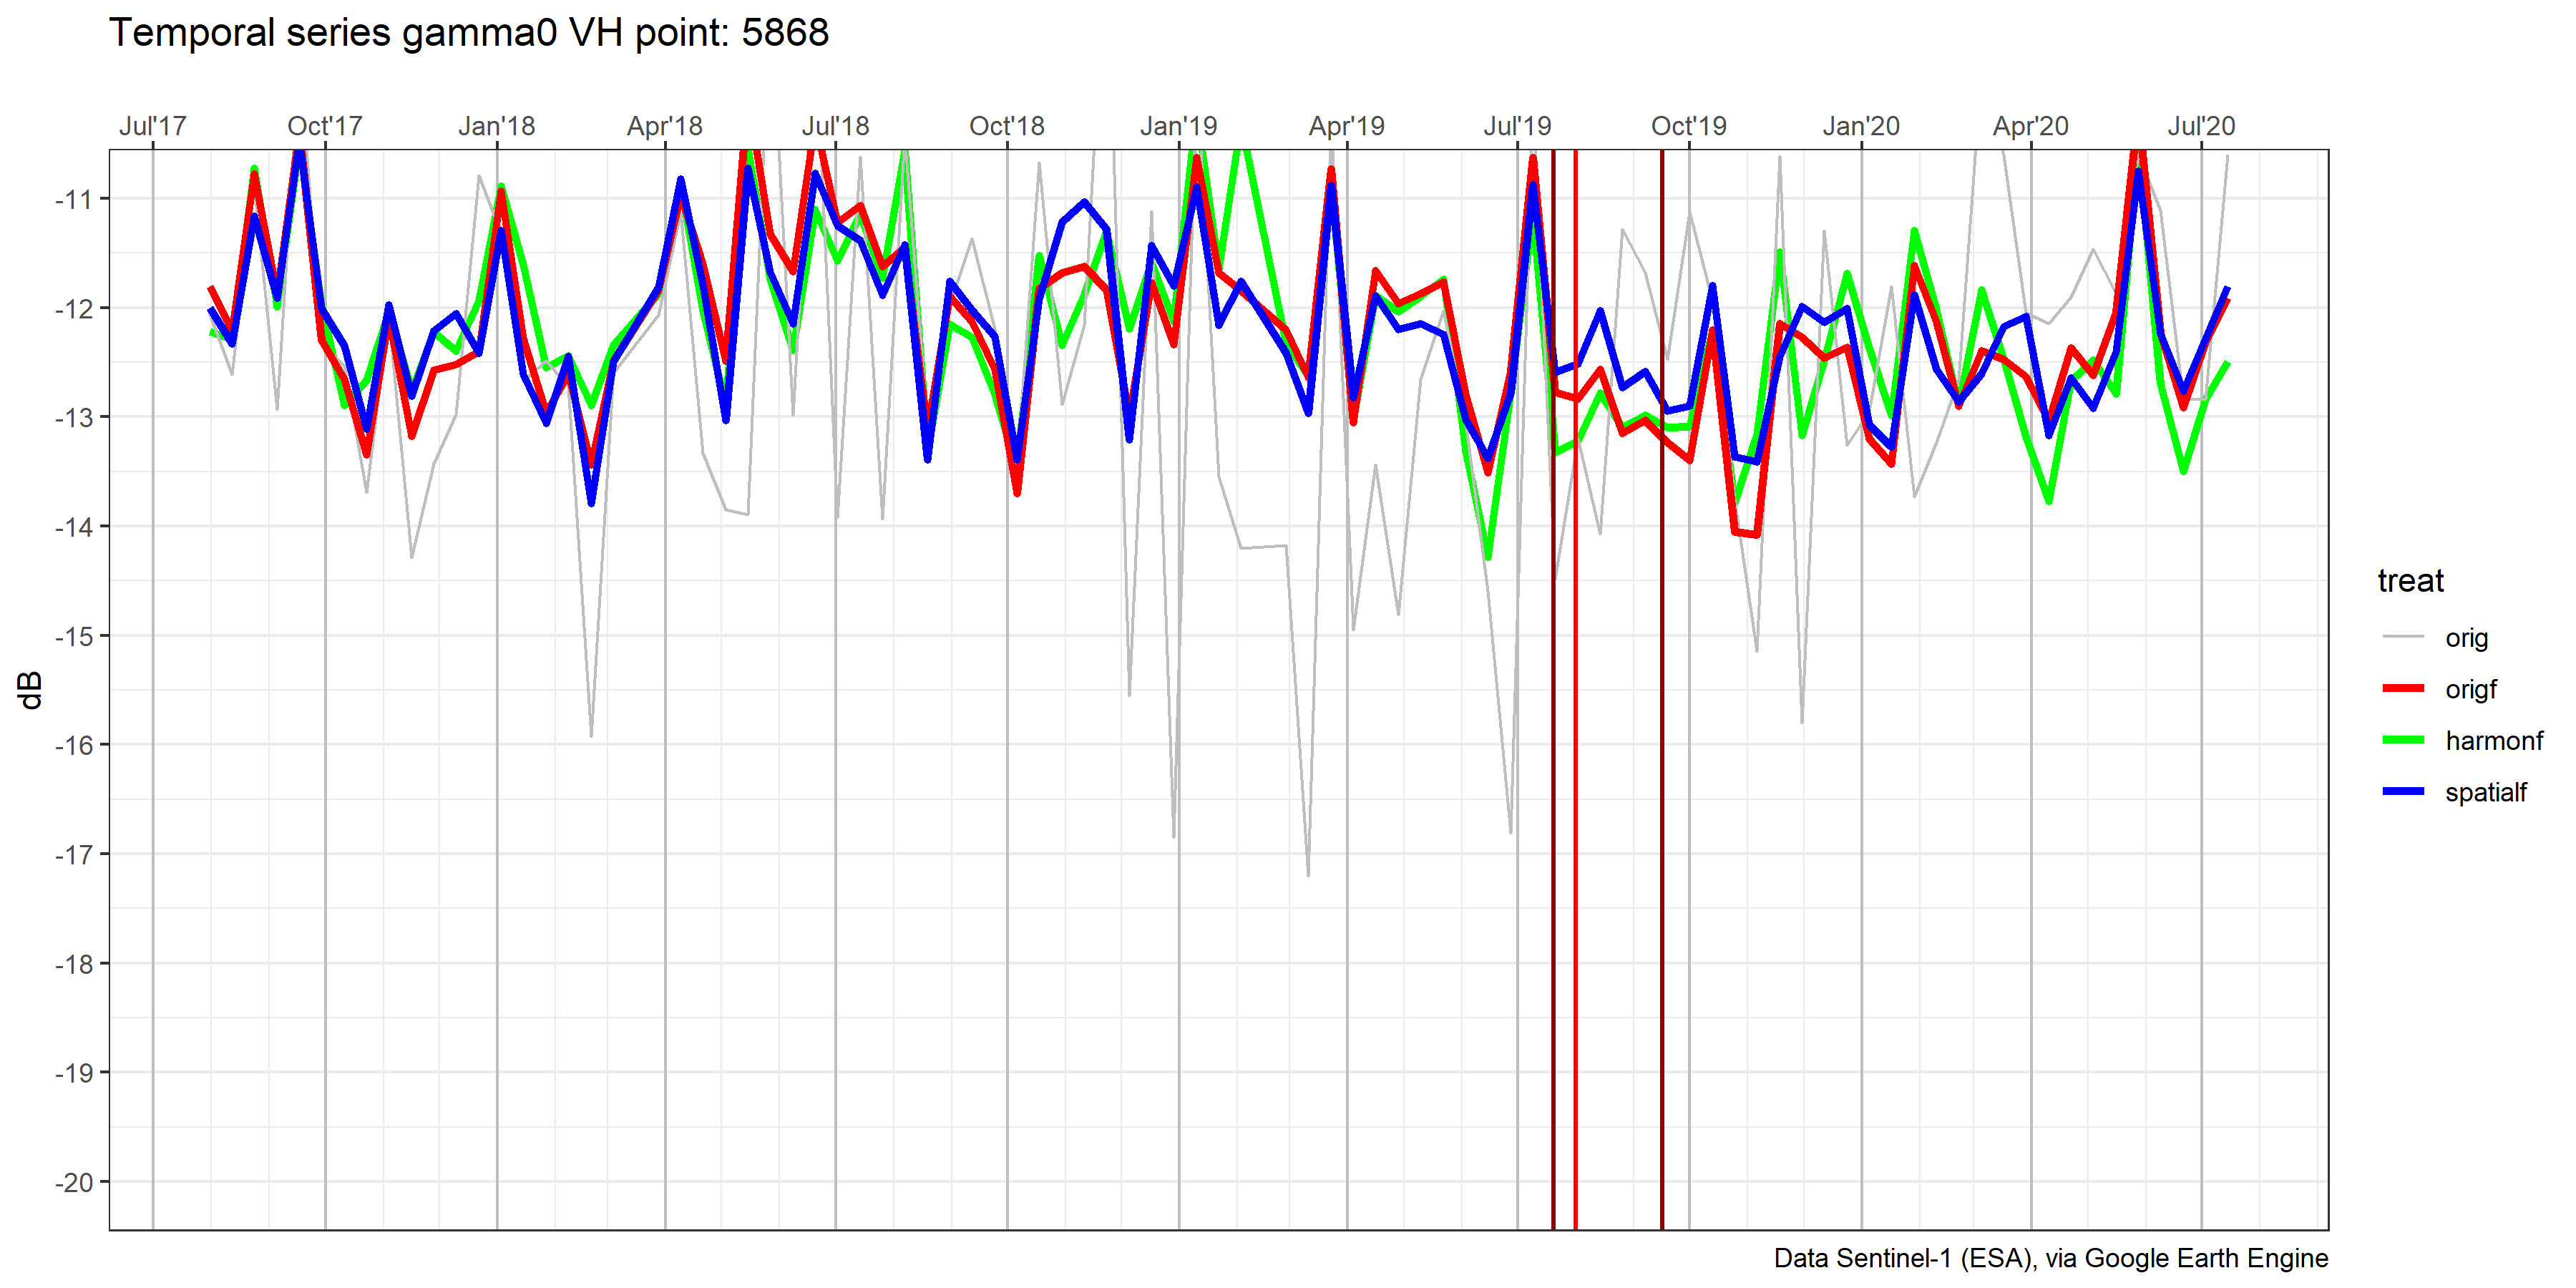 Temporal series gamma0 VH point: 5868
Jul'17 Oct'17 Jan'18 Apr'18 Jul'18 Oct'18 Jan'19 Apr'19 Jul'19 Oct'19 Jan'20 Apr'20 Jul'20
-11
-12
-13
-14
-15
-16
-17
-18
-19
-20
dB
treat
orig
origf
harmonf
spatialf
Data Sentinel-1 (ESA), via Google Earth Engine